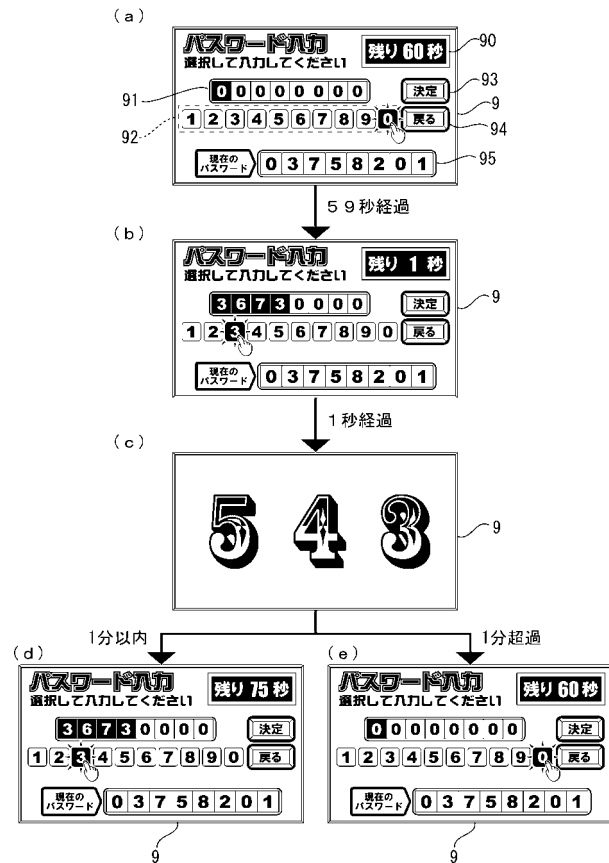 (a)
パスワード入力
選択して入力してください
残り 60 秒
90
91
0 0 0 0 0 0 0 0
決定
93
92
1 2 3 4 5 6 7 8 9 0
戻る
9
94
現在の
パスワード
0 3 7 5 8 2 0 1
95
59秒経過
(b)
パスワード入力
選択して入力してください
残り 1 秒
3 6 7 3 0 0 0 0
決定
9
1 2 3 4 5 6 7 8 9 0
戻る
現在の
パスワード
0 3 7 5 8 2 0 1
1秒経過
(c)
5 4 3
9
1分以内
1分超過
(d)
パスワード入力
選択して入力してください
残り 75 秒
3 6 7 3 0 0 0 0
決定
1 2 3 4 5 6 7 8 9 0
戻る
現在の
パスワード
0 3 7 5 8 2 0 1
9
(e)
パスワード入力
選択して入力してください
残り 60 秒
0 0 0 0 0 0 0 0
決定
1 2 3 4 5 6 7 8 9 0
戻る
現在の
パスワード
0 3 7 5 8 2 0 1
9